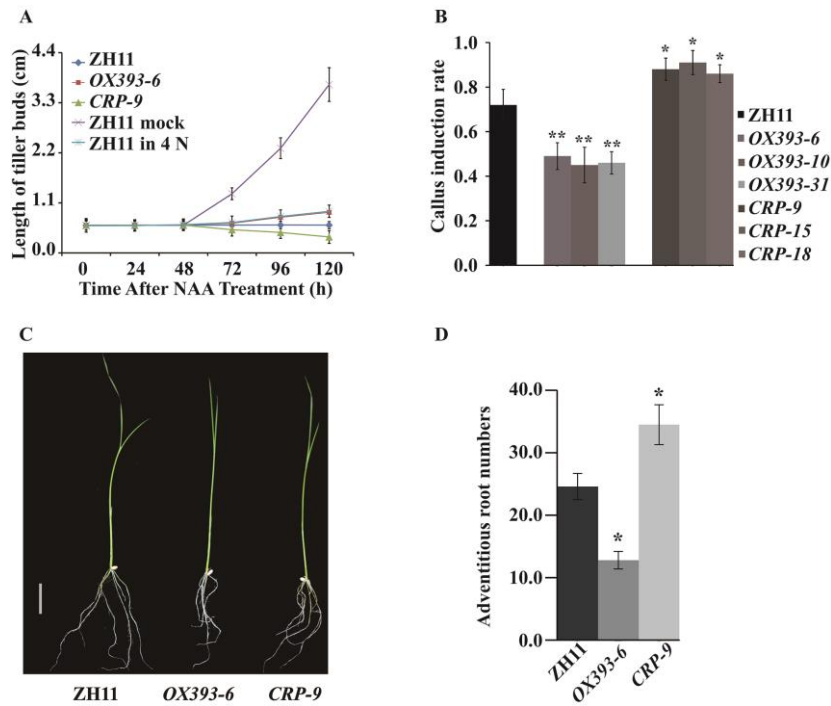 A
Length of tiller buds (cm)
4.4
3.3
2.2
1.1
0.0
0 24 48 72 96 120
Time After NAA Treatment (h)
ZH11
OX393-6
CRP-9
ZH11 mock
ZH11 in 4 N
B
Callus induction rate
1.0
0.8
0.6
0.4
0.2
0.0
** ** **
* * *
ZH11
OX393-6
OX393-10
OX393-31
CRP-9
CRP-15
CRP-18
C
ZH11 OX393-6 CRP-9
D
Adventitious root numbers
40.0
30.0
20.0
10.0
0.0
*
*
ZH11
OX393-6
CRP-9